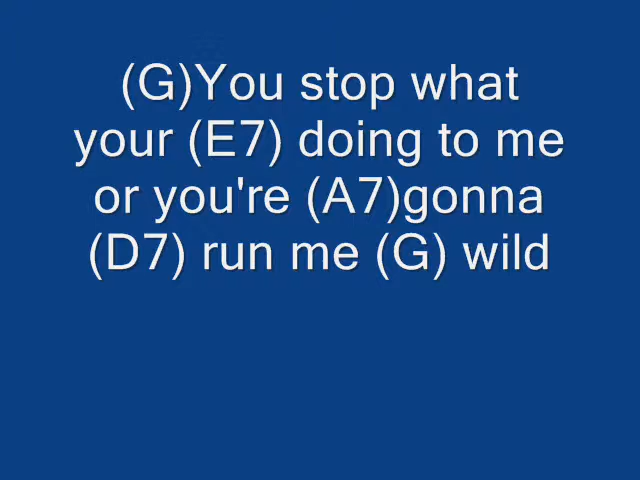 (G)You stop what
your (E7) doing to me
or you're (A7)gonna
(D7) run me (G) wild